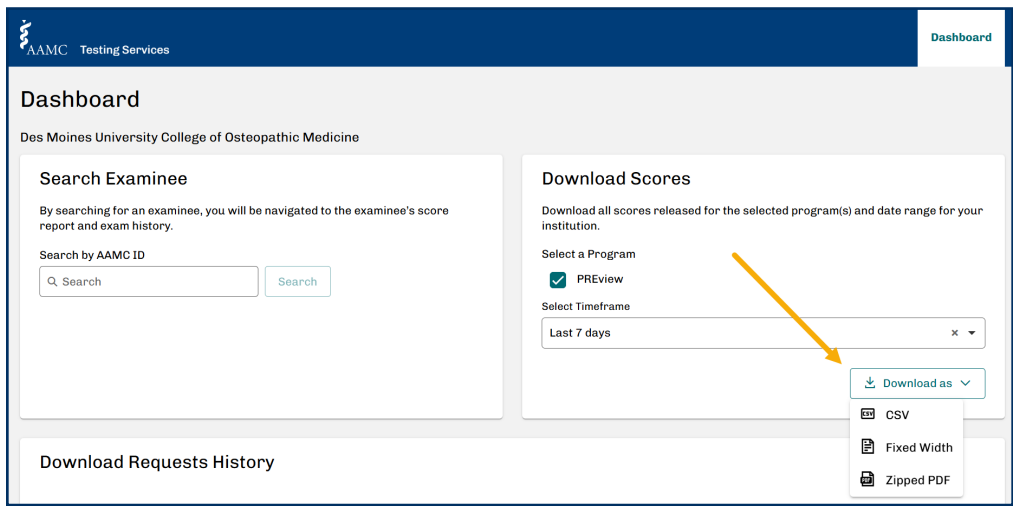 AAMC Testing Services
Dashboard
Dashboard
Des Moines University College of Osteopathic Medicine
Search Examinee
By searching for an examinee, you will be navigated to the examinee's score
report and exam history.
Search by AAMC ID
Search
Search
Download Scores
Download all scores released for the selected program(s) and date range for your
institution.
Select a Program
PREview
Select Timeframe
Last 7 days
Download as
CSV CSV
Fixed Width
PDF Zipped PDF
Download Requests History